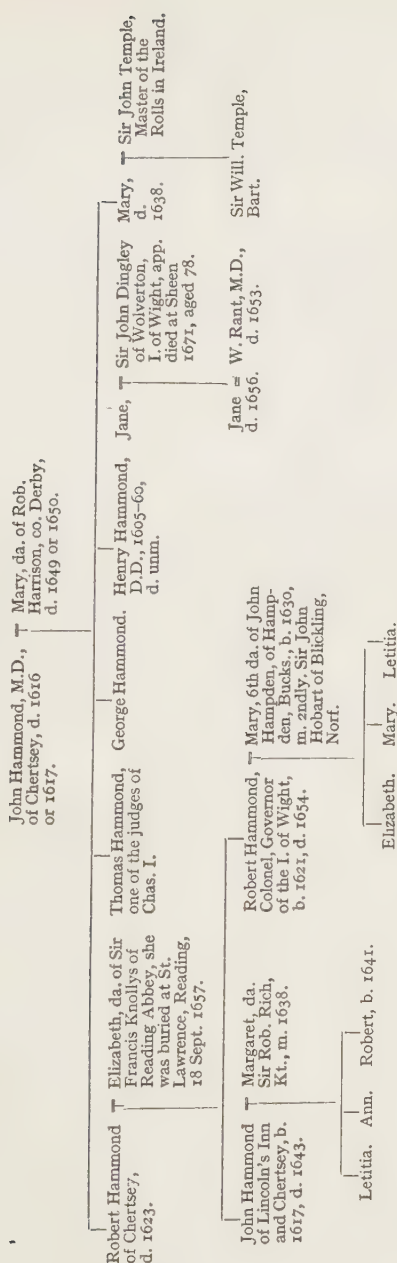 John Hammond, M.D.,
of Chertsey, d. 1616
or 1617.
Mary, da. of Rob.
Harrison, co. Derby,
d. 1649 or 1650.
Robert Hammond
of Chertsey,
d. 1623.
Elizabeth, da. of Sir
Francis Knollys of
Reading Abbey, she
was buried at St.
Lawrence, Reading,
18 Sept. 1657.
Thomas Hammond,
one of the judges of
Chas. I.
George Hammond.
Henry Hammond,
D.D., 1605-60,
d. unm.
Jane,
Sir John Dingley
of Wolverton,
I. of Wight, app.
died at Sheen
1671, aged 78.
Mary,
d.
1638.
Sir John Temple,
Master of the
Rolls in Ireland.
John Hammond
of Lincoln's Inn
and Chertsey, b.
1617, d. 1643.
Margaret, da.
Sir Rob. Rich,
Kt., m. 1638.
Robert Hammond,
Colonel, Governor
of the I. of Wight,
b. 1621, d. 1654.
Mary, 6th da. of John
Hampden, of Hamp-
den, Bucks., b. 1630,
m. 2ndly, Sir John
Hobart of Blickling,
Norf.
Jane = W. Rant, M.D.,
d. 1656. d. 1653.
Sir Will. Temple,
Bart.
Letitia. Ann. Robert, b. 1641.
Elizabeth. Mary. Letitia.